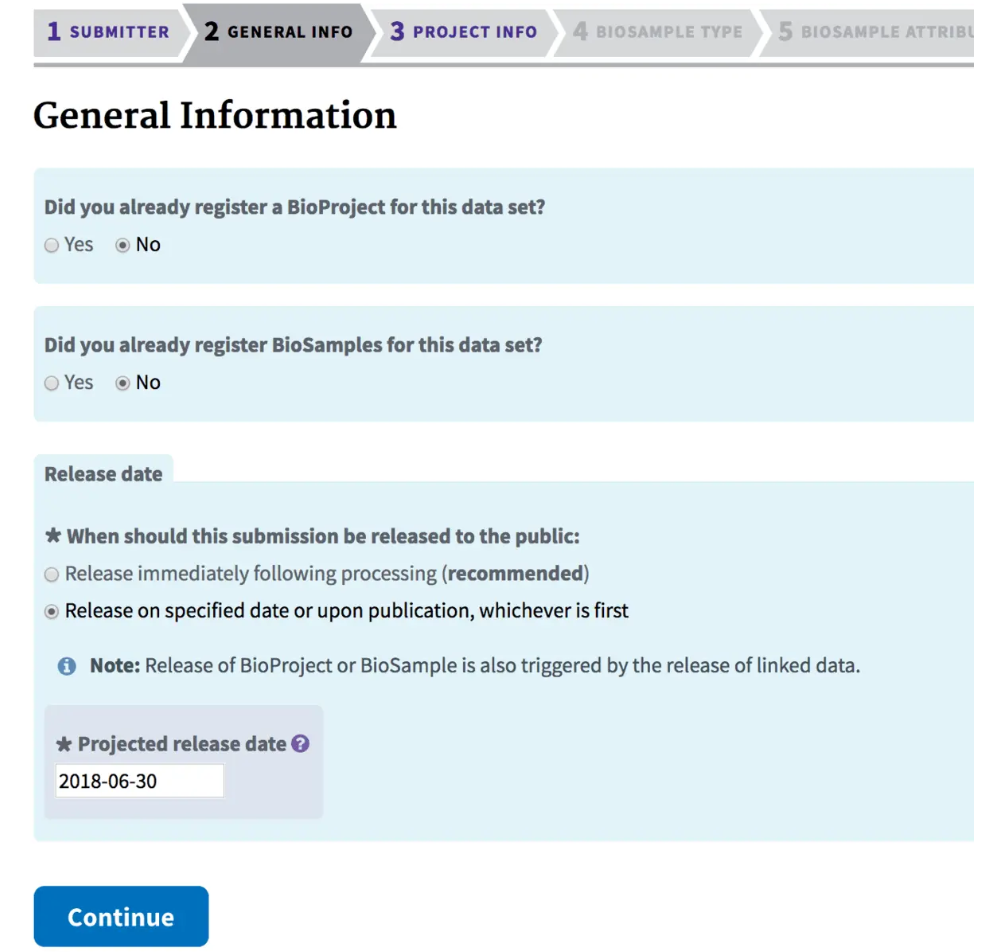 1 SUBMITTER 2 GENERAL INFO 3 PROJECT INFO 4 BIOSAMPLE TYPE 5 BIOSAMPLE ATTRIBU
General Information
Did you already register a BioProject for this data set?
Yes No
Did you already register BioSamples for this data set?
Yes No
Release date
* When should this submission be released to the public:
Release immediately following processing (recommended)
Release on specified date or upon publication, whichever is first
Note: Release of BioProject or BioSample is also triggered by the release of linked data.
* Projected release date ?
2018-06-30
Continue